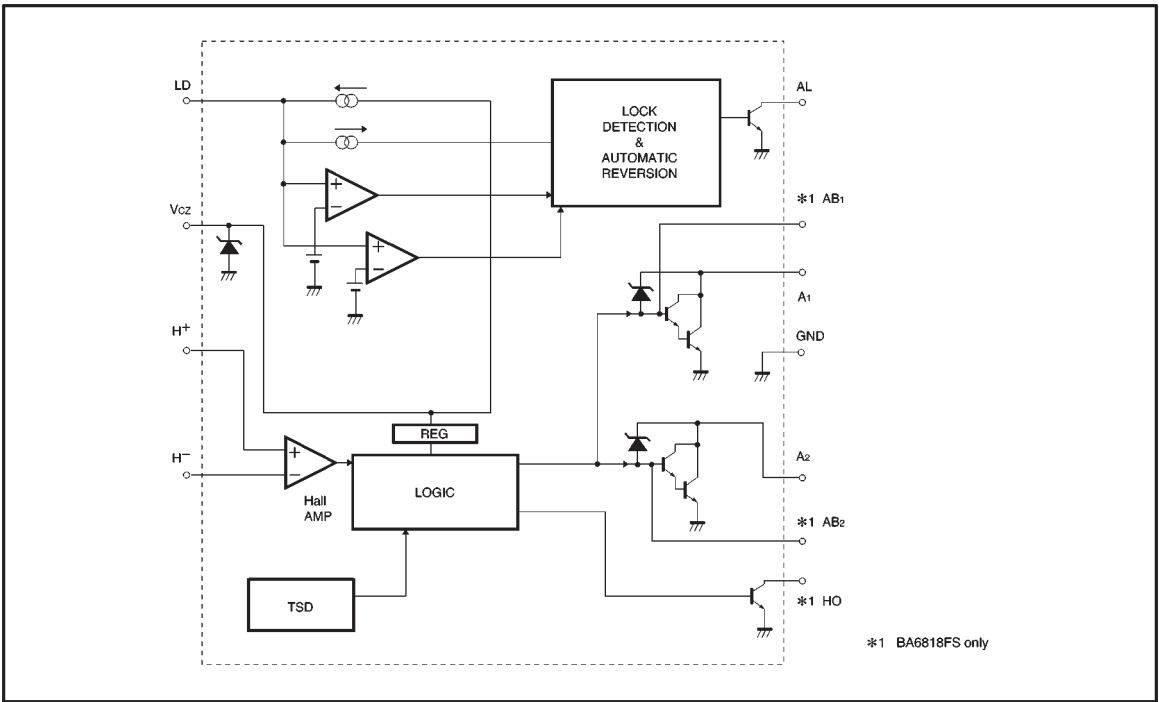 LD
AL
LOCK
DETECTION
&
AUTOMATIC
REVERSION
+
−
VCZ
✻1 AB1
+
−
A1
H+
GND
REG
+
−
H−
LOGIC
Hall
AMP
A2
✻1 AB2
TSD
✻1 HO
✻1 BA6818FS only